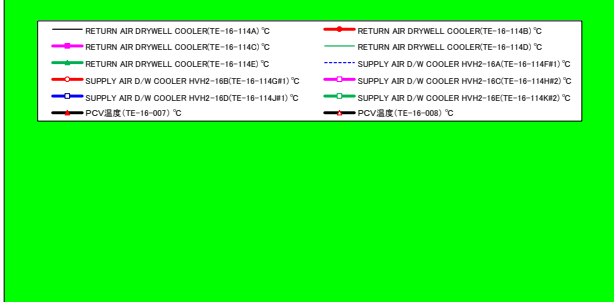 RETURN AIR DRYWELL COOLER(TE-16-114A) ℃ RETURN AIR DRYWELL COOLER(TE-16-114B) ℃
RETURN AIR DRYWELL COOLER(TE-16-114C) ℃ RETURN AIR DRYWELL COOLER(TE-16-114D) ℃
RETURN AIR DRYWELL COOLER(TE-16-114E) ℃ SUPPLY AIR D/W COOLER HVH2-16A(TE-16-114F#1) ℃
SUPPLY AIR D/W COOLER HVH2-16B(TE-16-114G#1) ℃ SUPPLY AIR D/W COOLER HVH2-16C(TE-16-114H#2) ℃
SUPPLY AIR D/W COOLER HVH2-16D(TE-16-114J#1) ℃ SUPPLY AIR D/W COOLER HVH2-16E(TE-16-114K#2) ℃
PCV温度(TE-16-007) ℃ PCV温度(TE-16-008) ℃